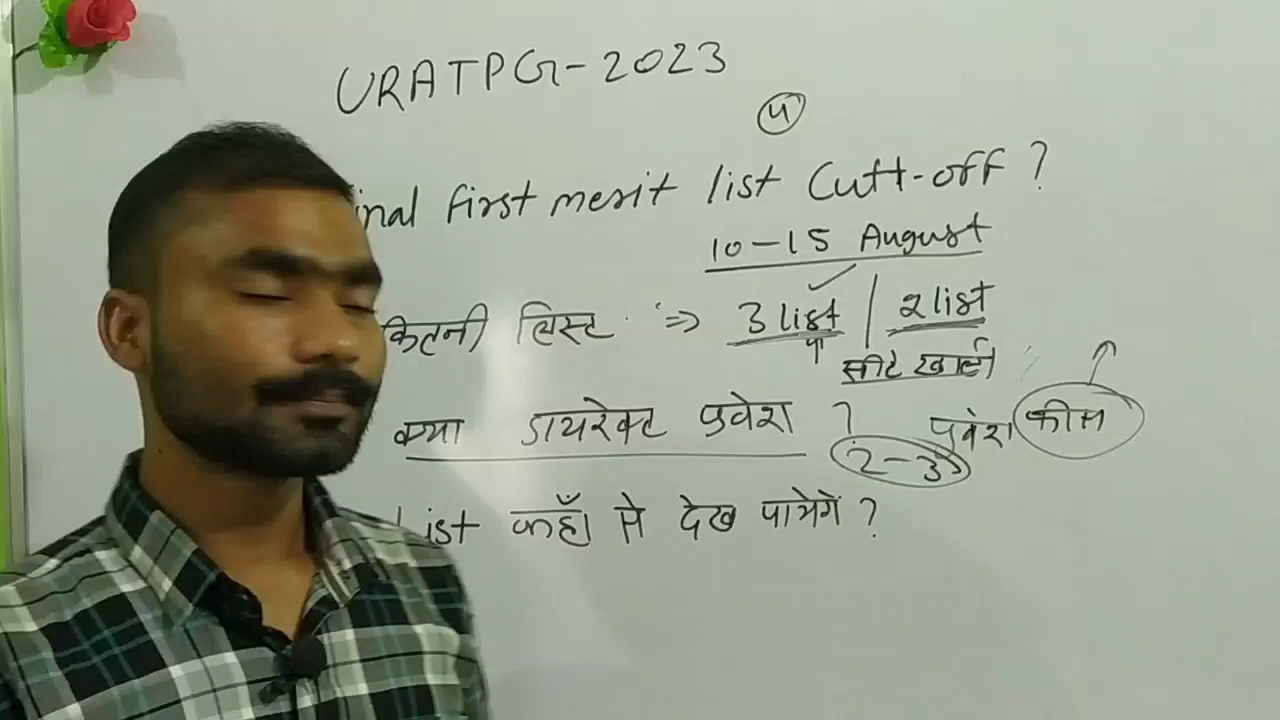 URATPG-2023
4
inal first merit list Cutt-off ?
10-15 August
कितनी लिस्ट ⇒ 3 list | 2 list
सीटे खाली
क्या डायरेक्ट प्रवेश ? प्रवेश फीस
2-3
ist कहाँ से देख पायेगें ?